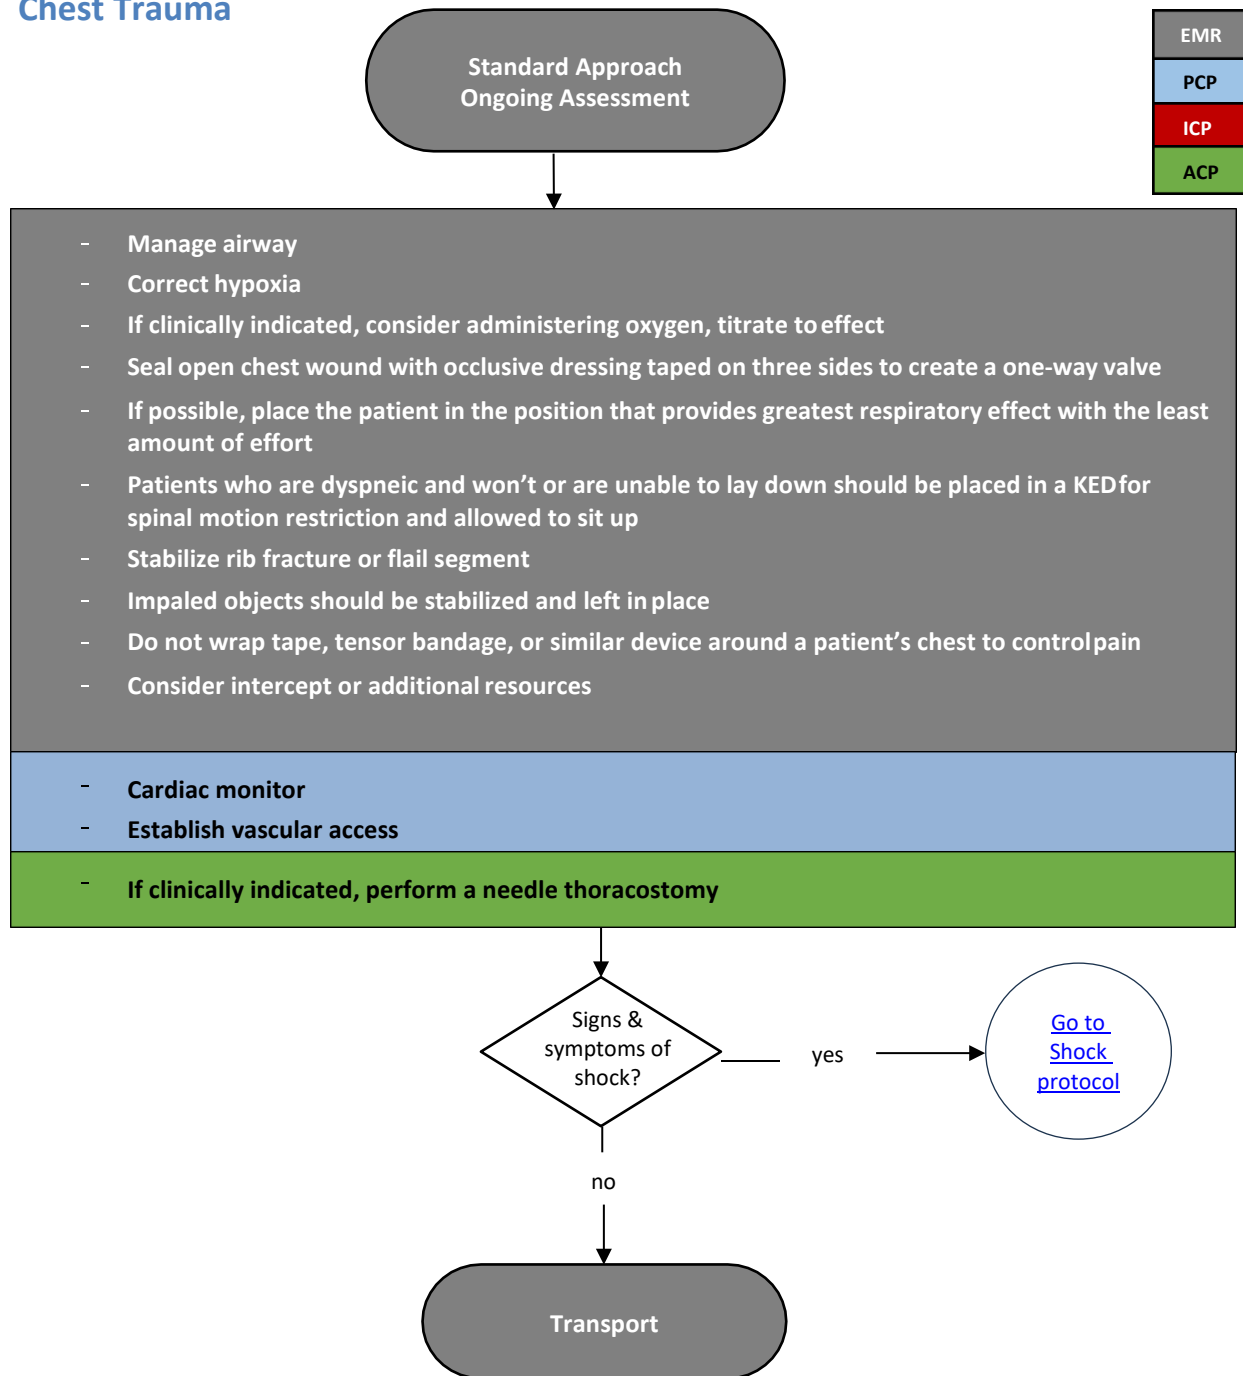 Chest Trauma
Standard Approach
Ongoing Assessment
EMR
PCP
ICP
ACP
- Manage airway
- Correct hypoxia
- If clinically indicated, consider administering oxygen, titrate to effect
- Seal open chest wound with occlusive dressing taped on three sides to create a one-way valve
- If possible, place the patient in the position that provides greatest respiratory effect with the least
amount of effort
- Patients who are dyspneic and won’t or are unable to lay down should be placed in a KED for
spinal motion restriction and allowed to sit up
- Stabilize rib fracture or flail segment
- Impaled objects should be stabilized and left in place
- Do not wrap tape, tensor bandage, or similar device around a patient’s chest to control pain
- Consider intercept or additional resources
- Cardiac monitor
- Establish vascular access
- If clinically indicated, perform a needle thoracostomy
Signs &
symptoms of
shock?
yes
Go to
Shock
protocol
no
Transport